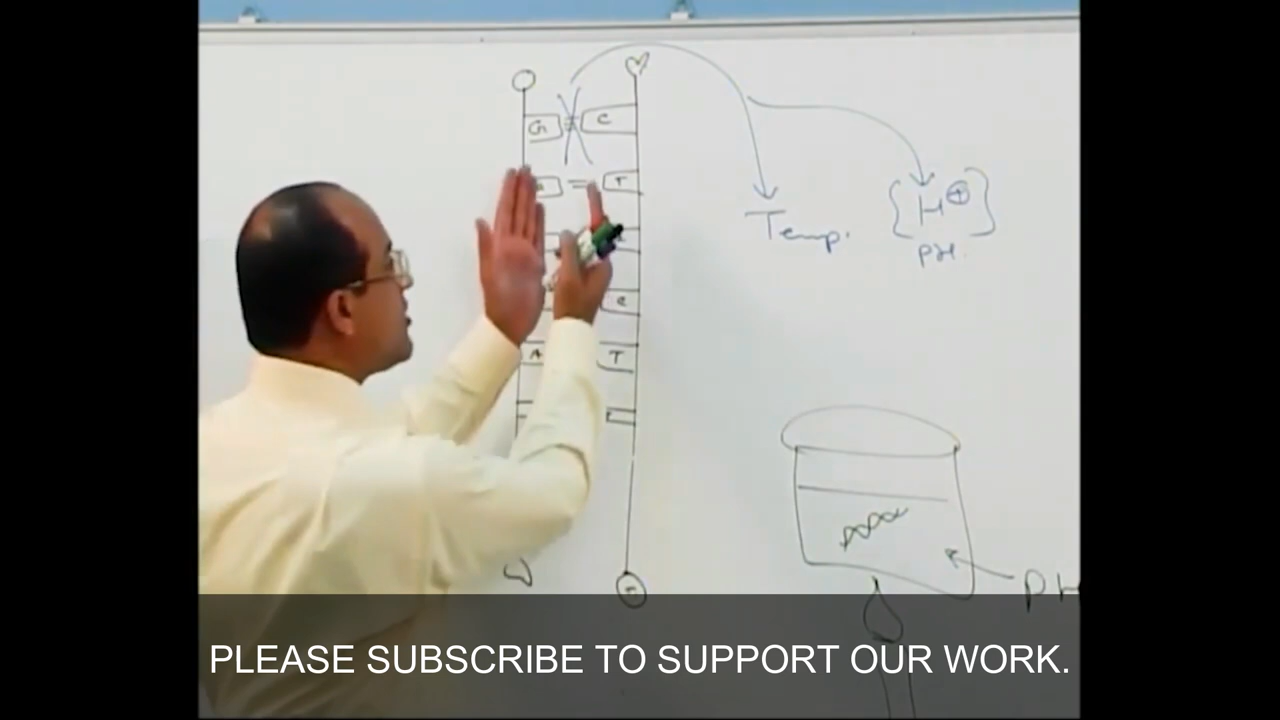 G C
T
Temp. [H⊕]
PH.
C
A T
PH
PLEASE SUBSCRIBE TO SUPPORT OUR WORK.